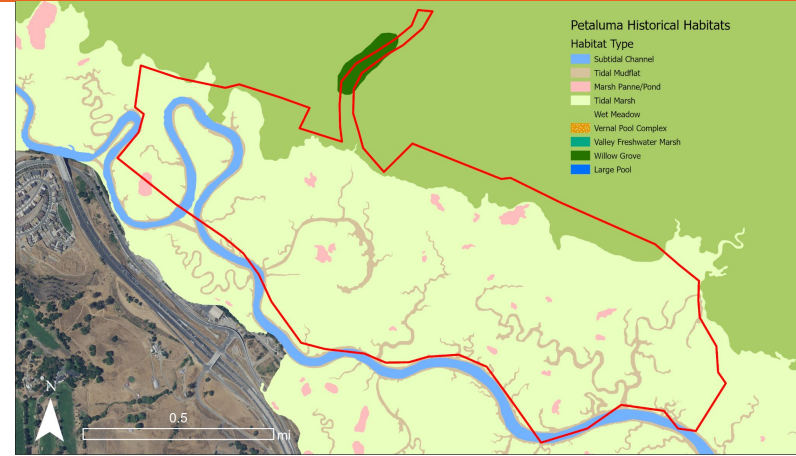 Petaluma Historical Habitats
Habitat Type
Subtidal Channel
Tidal Mudflat
Marsh Panne/Pond
Tidal Marsh
Wet Meadow
Vernal Pool Complex
Valley Freshwater Marsh
Willow Grove
Large Pool
N
0.5
mi